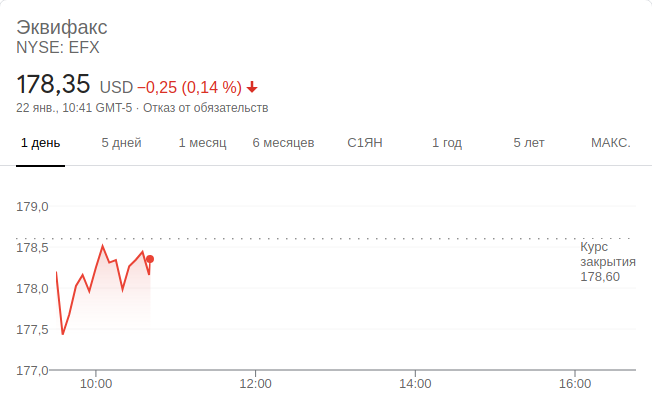 Эквифакс
NYSE: EFX
178,35 USD −0,25 (0,14 %)
22 янв., 10:41 GMT-5 · Отказ от обязательств
1 день 5 дней 1 месяц 6 месяцев С1ЯН 1 год 5 лет МАКС.
179,0
178,5
178,0
177,5
177,0
Курс
закрытия
178,60
10:00 12:00 14:00 16:00